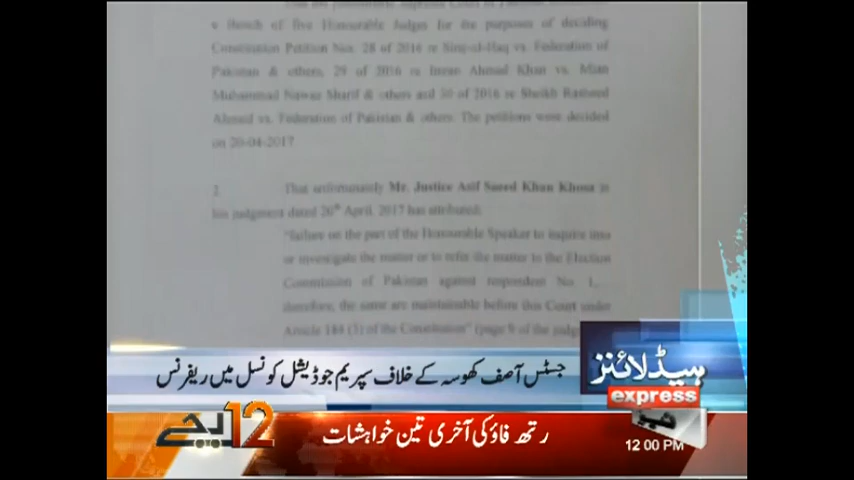 a Bench of five Honourable Judges for the purposes of deciding
Constitution Petition Nos. 28 of 2016 re Siraj-ul-Haq vs. Federation of
Pakistan & others, 29 of 2016 re Imran Ahmad Khan vs. Mian
Muhammad Nawaz Sharif & others and 30 of 2016 re Sheikh Rasheed
Ahmad vs. Federation of Pakistan & others. The petitions were decided
on 20-04-2017
2. That unfortunately Mr. Justice Asif Saeed Khan Khosa in
his judgment dated 20th April, 2017 has attributed:
"failure on the part of the Honourable Speaker to inquire into
or investigate the matter or to refer the matter to the Election
Commission of Pakistan against respondent No 1,
therefore, the same are maintainable before this Court under
Article 184 (3) of the Constitution" (page 9 of the
جسٹس آصف کھوسہ کے خلاف سپریم جوڈیشل کونسل میں ریفرنس
ہیڈلائنز
express
12 بجے
رتھ فاؤ کی آخری تین خواہشات
12:00 PM